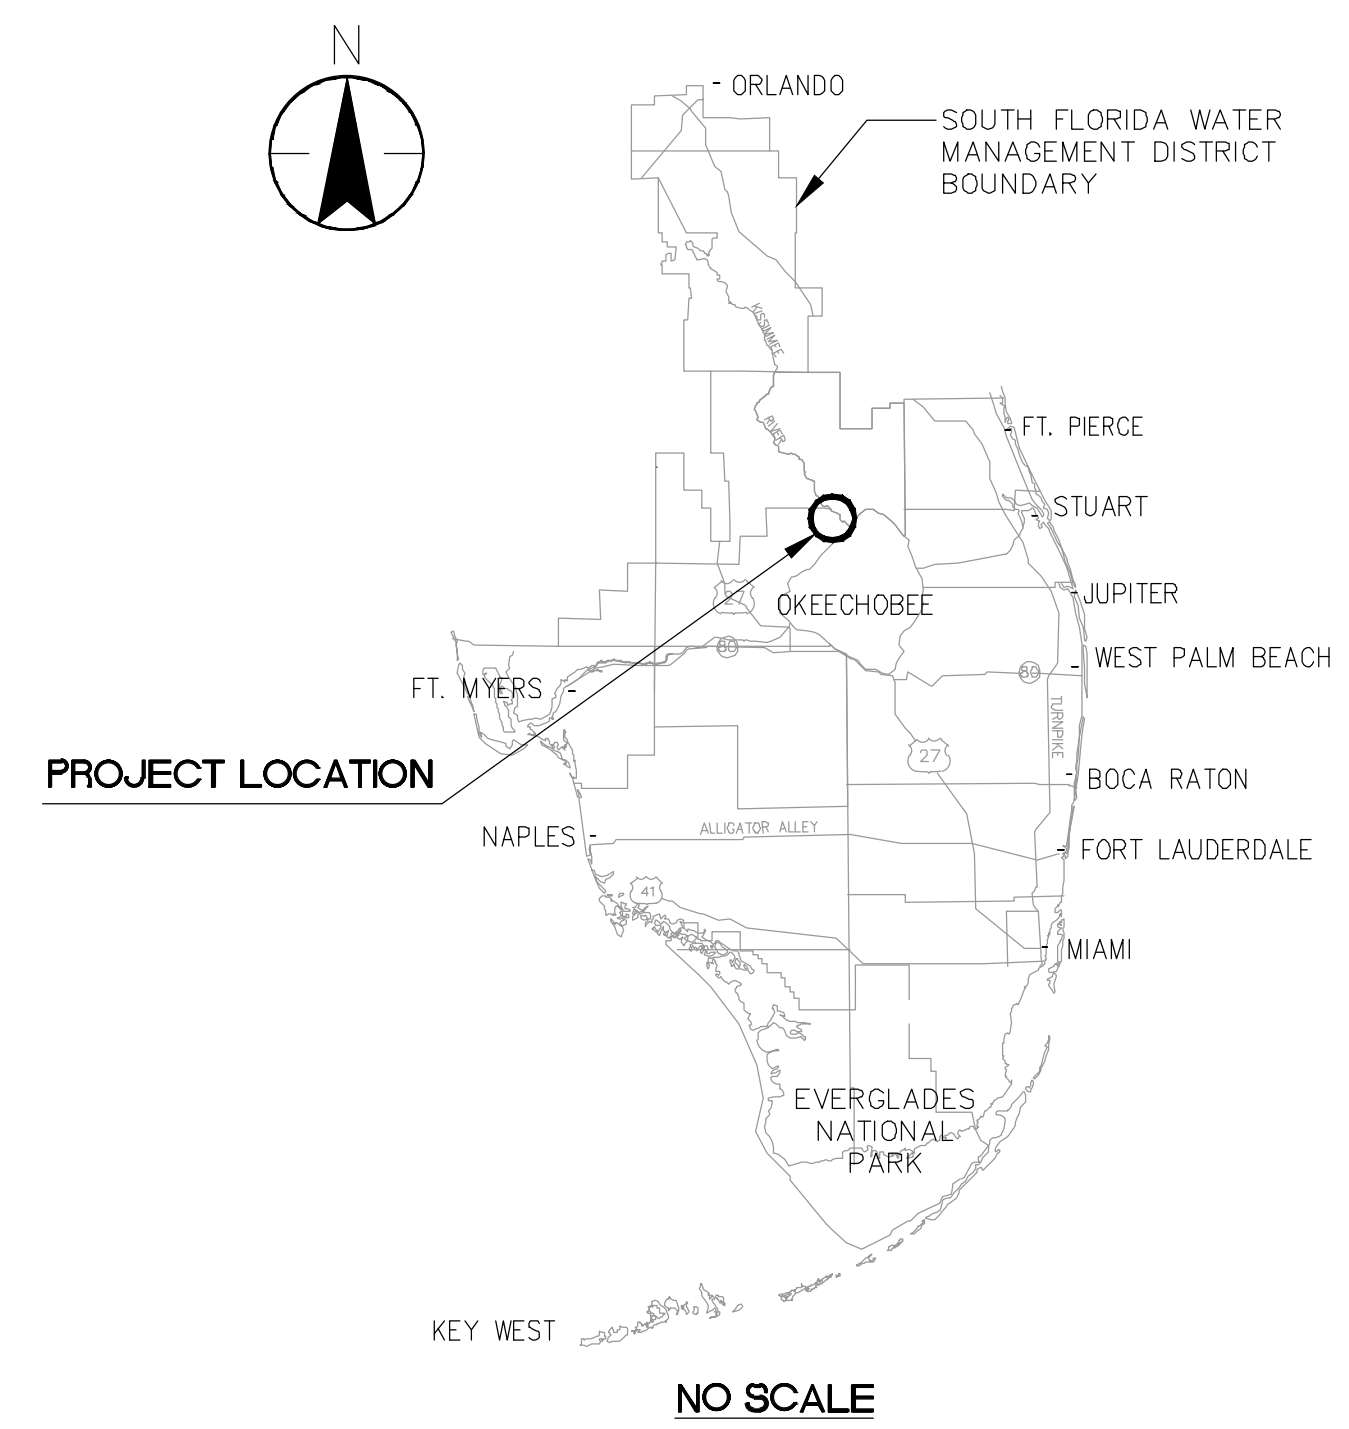 N
ORLANDO
SOUTH FLORIDA WATER
MANAGEMENT DISTRICT
BOUNDARY
KISSIMMEE
RIVER
FT. PIERCE
STUART
JUPITER
27
OKEECHOBEE
80
WEST PALM BEACH
80
FT. MYERS
TURNPIKE
27
PROJECT LOCATION
BOCA RATON
ALLIGATOR ALLEY
NAPLES
FORT LAUDERDALE
41
MIAMI
EVERGLADES
NATIONAL
PARK
KEY WEST
NO SCALE